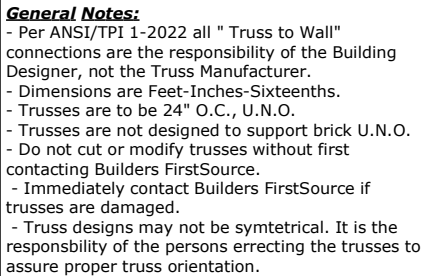 General Notes:
- Per ANSI/TPI 1-2022 all " Truss to Wall"
connections are the responsibility of the Building
Designer, not the Truss Manufacturer.
- Dimensions are Feet-Inches-Sixteenths.
- Trusses are to be 24" O.C., U.N.O.
- Trusses are not designed to support brick U.N.O.
- Do not cut or modify trusses without first
contacting Builders FirstSource.
- Immediately contact Builders FirstSource if
trusses are damaged.
- Truss designs may not be symtetrical. It is the
responsbility of the persons errecting the trusses to
assure proper truss orientation.